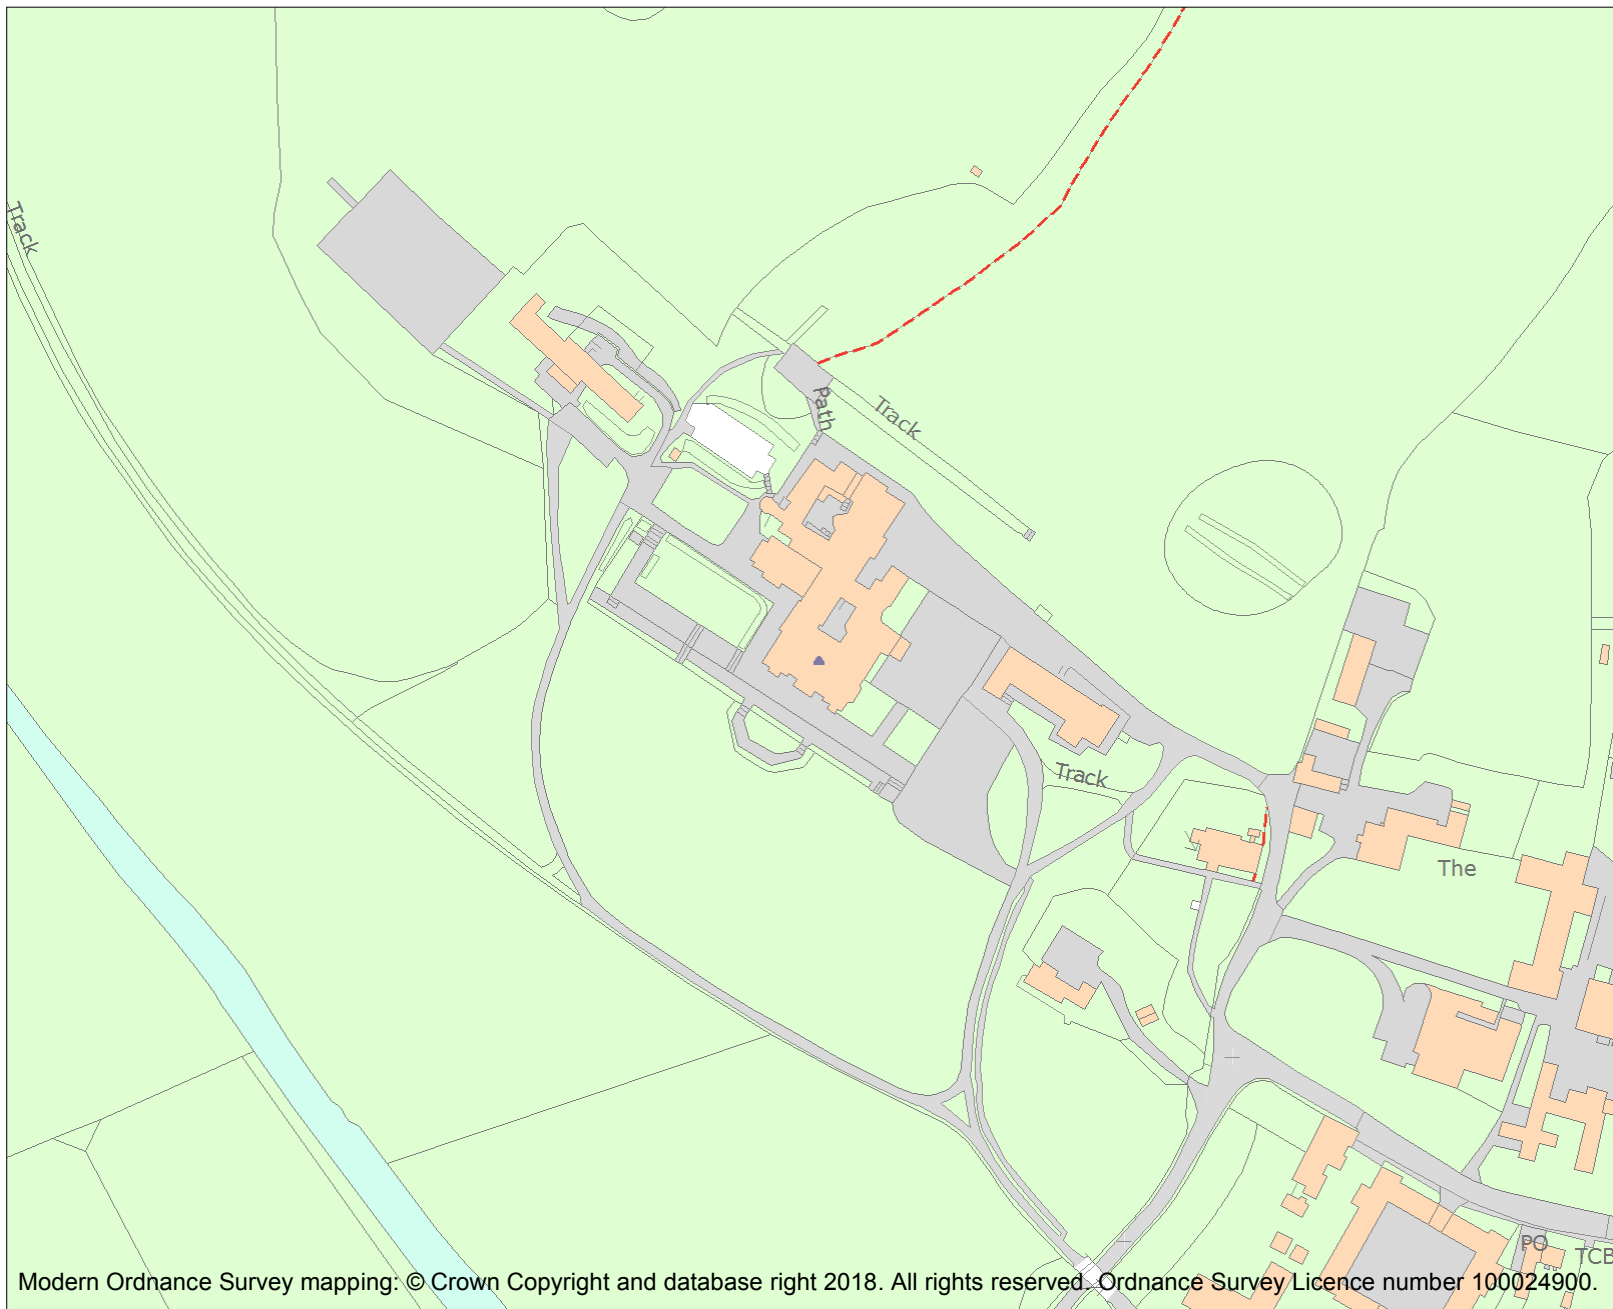 Track
Path
Track
Track
The
PO
TCB
Modern Ordnance Survey mapping: © Crown Copyright and database right 2018. All rights reserved. Ordnance Survey Licence number 100024900.